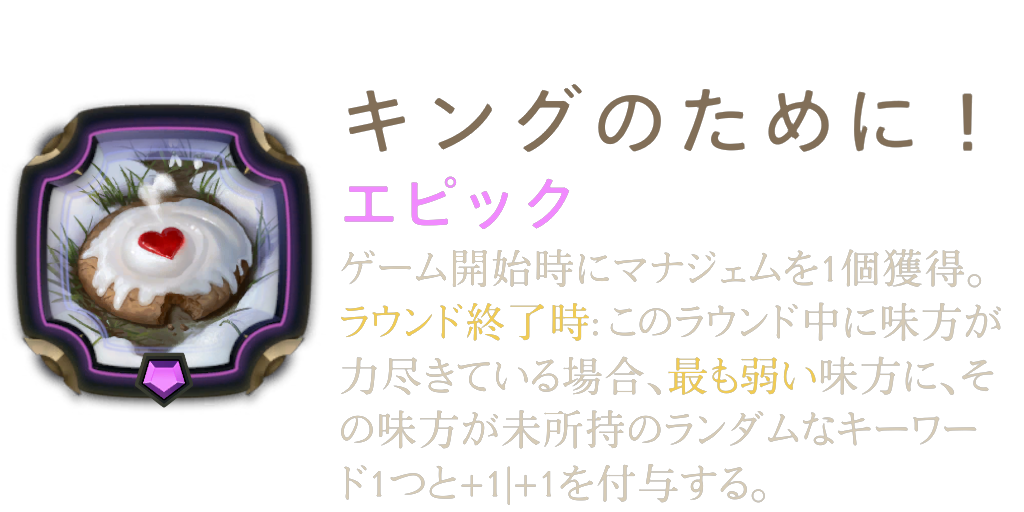 キングのために！
エピック
ゲーム開始時にマナジェムを1個獲得。
ラウンド終了時:このラウンド中に味方が
力尽きている場合、最も弱い味方に、そ
の味方が未所持のランダムなキーワー
ド1つと+1|+1を付与する。